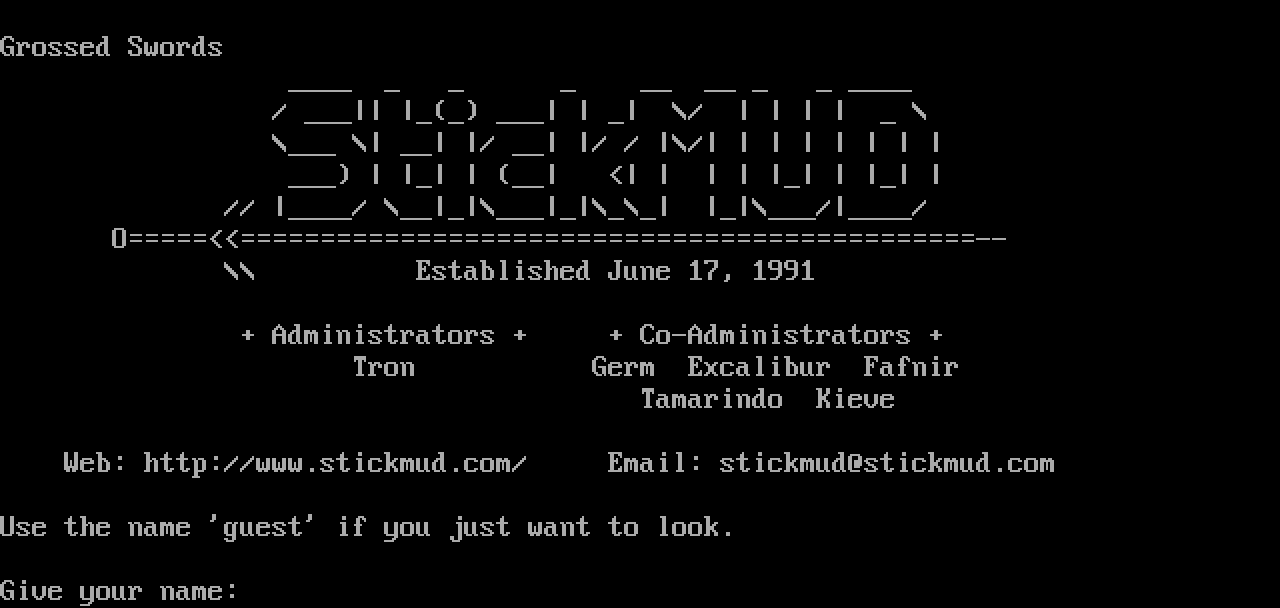 Grossed Swords
StickMUD
O=====<<==============================================--
Established June 17, 1991
+ Administrators + + Co-Administrators +
Tron Germ Excalibur Fafnir
Tamarindo Kieve
Web: http://www.stickmud.com/ Email: stickmud@stickmud.com
Use the name 'guest' if you just want to look.
Give your name: